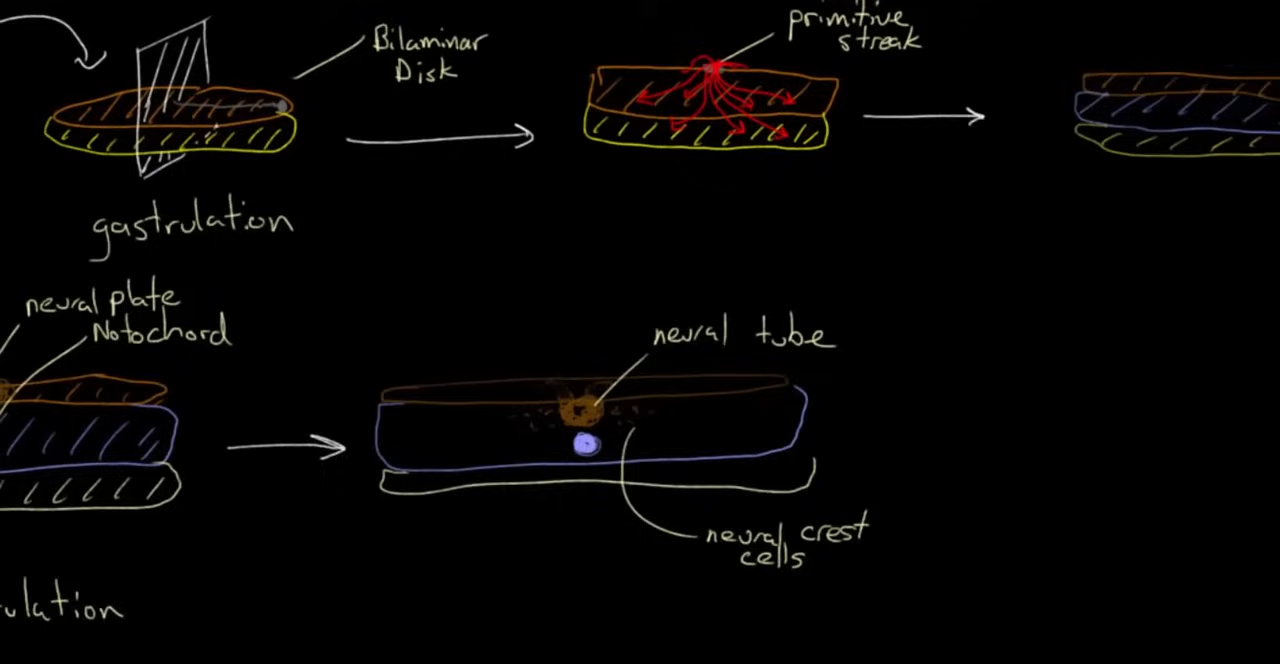 Bilaminar
Disk
primitive
streak
gastrulation
neural plate
Notochord
neural tube
neural crest
cells
ulation